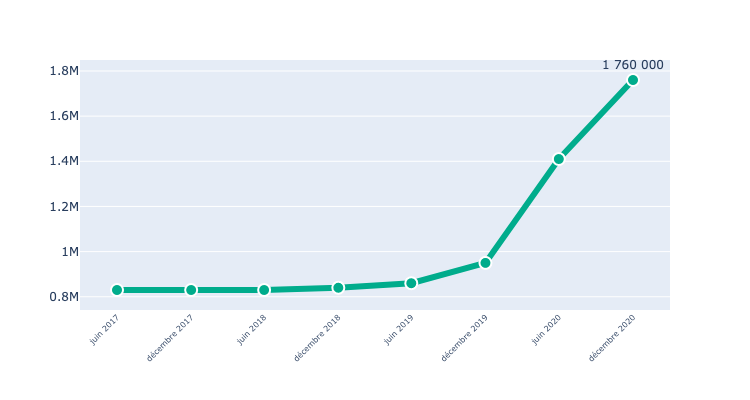 1 760 000
1.8M
1.6M
1.4M
1.2M
1M
0.8M
juin 2017
décembre 2017
juin 2018
décembre 2018
juin 2019
décembre 2019
juin 2020
décembre 2020